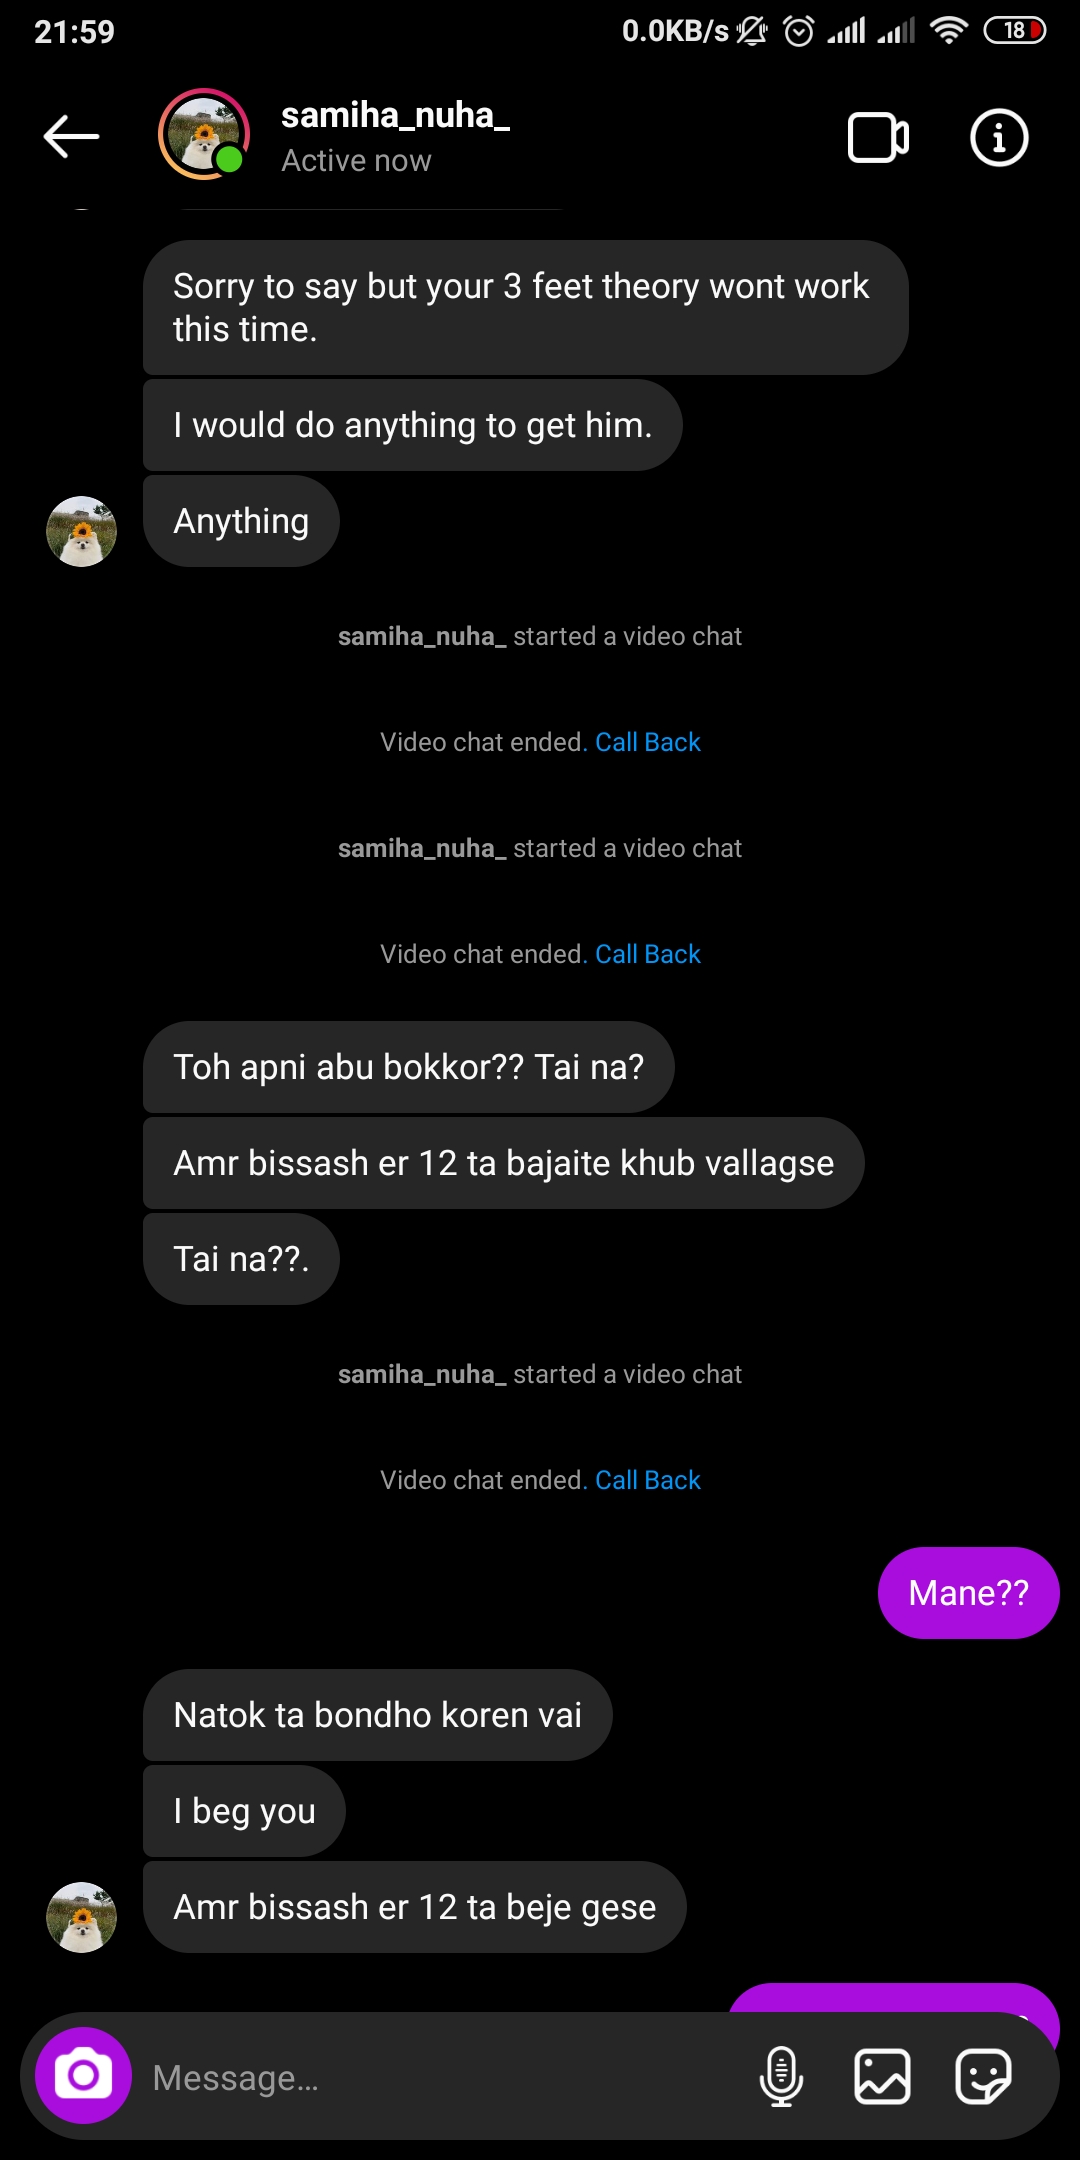 21:59
0.0KB/s
18
samiha_nuha_
Active now
Sorry to say but your 3 feet theory wont work
this time.
I would do anything to get him.
Anything
samiha_nuha_ started a video chat
Video chat ended. Call Back
samiha_nuha_ started a video chat
Video chat ended. Call Back
Toh apni abu bokkor?? Tai na?
Amr bissash er 12 ta bajaite khub vallagse
Tai na??.
samiha_nuha_ started a video chat
Video chat ended. Call Back
Mane??
Natok ta bondho koren vai
I beg you
Amr bissash er 12 ta beje gese
Message...